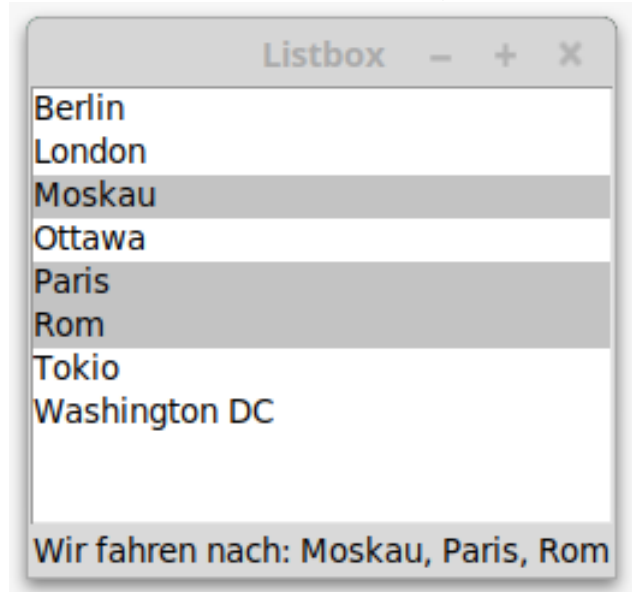 Listbox
Berlin
London
Moskau
Ottawa
Paris
Rom
Tokio
Washington DC
Wir fahren nach: Moskau, Paris, Rom